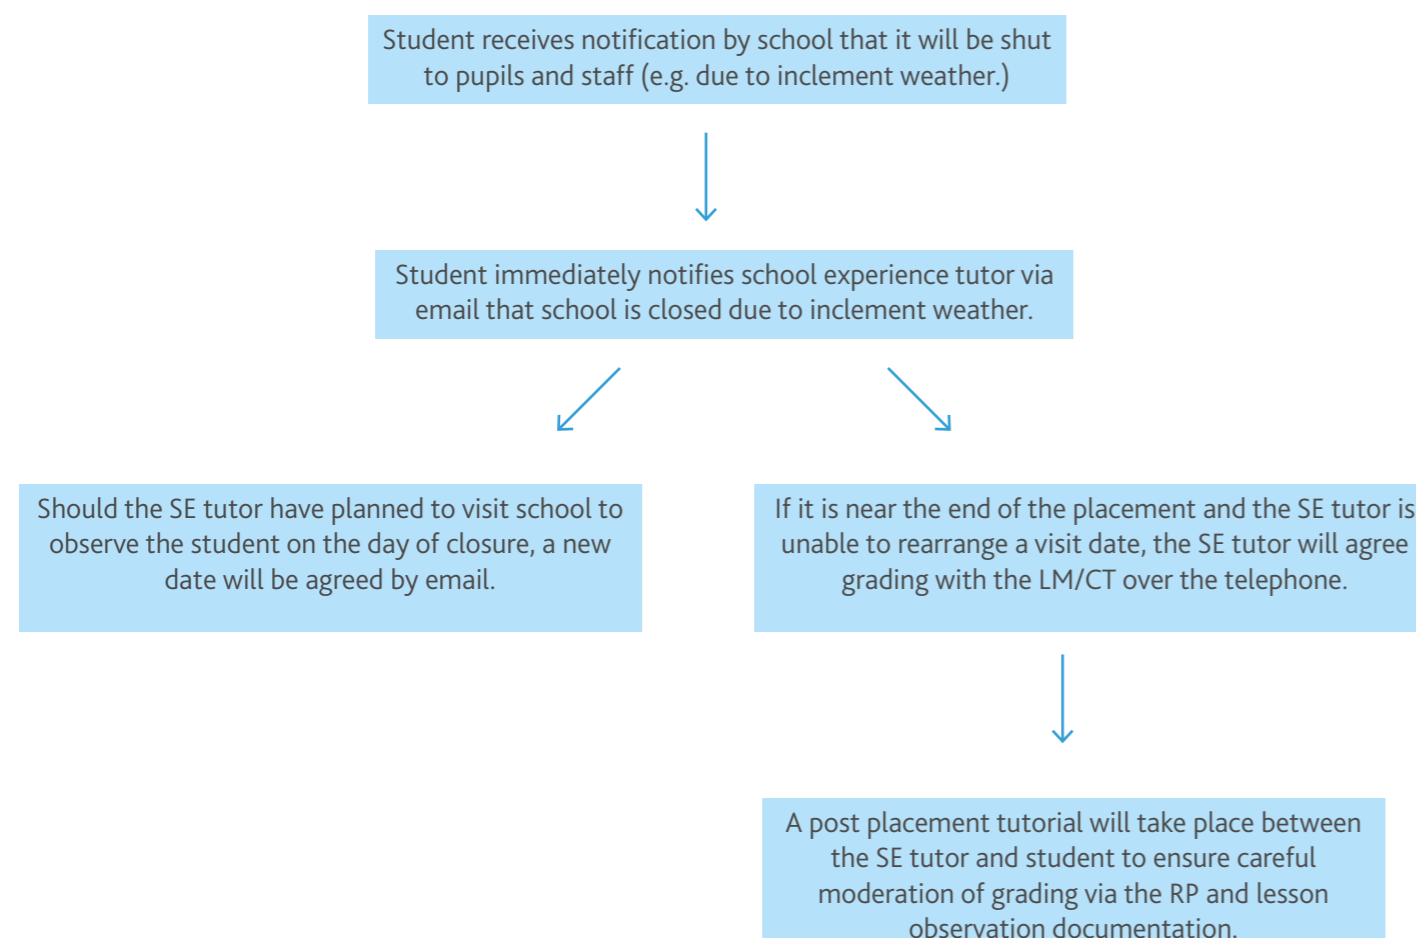 Student receives notification by school that it will be shut
to pupils and staff (e.g. due to inclement weather.)
Student immediately notifies school experience tutor via
email that school is closed due to inclement weather.
Should the SE tutor have planned to visit school to
observe the student on the day of closure, a new
date will be agreed by email.
If it is near the end of the placement and the SE tutor is
unable to rearrange a visit date, the SE tutor will agree
grading with the LM/CT over the telephone.
A post placement tutorial will take place between
the SE tutor and student to ensure careful
moderation of grading via the RP and lesson
observation documentation.